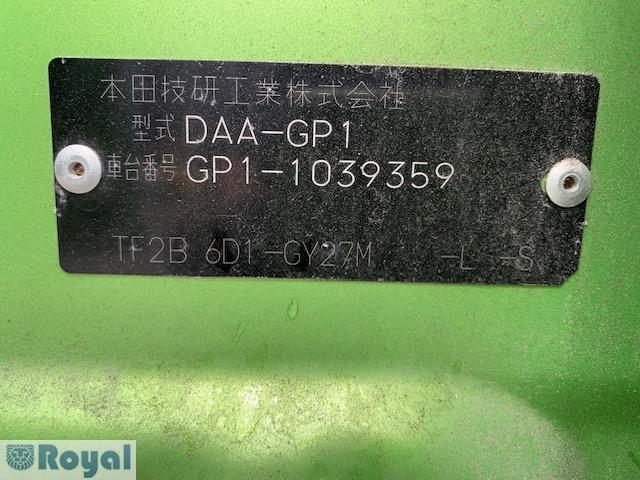 本田技研工業株式会社
型式 DAA-GP1
車台番号 GP1-1039359
TF2B 6D1-GY27M -L -S
Royal